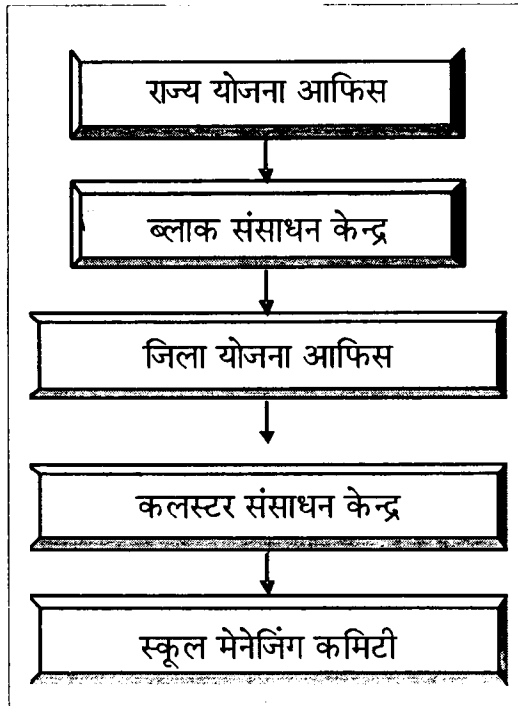 राज्य योजना आफिस
ब्लाक संसाधन केन्द्र
जिला योजना आफिस
कलस्टर संसाधन केन्द्र
स्कूल मेनेजिंग कमिटी